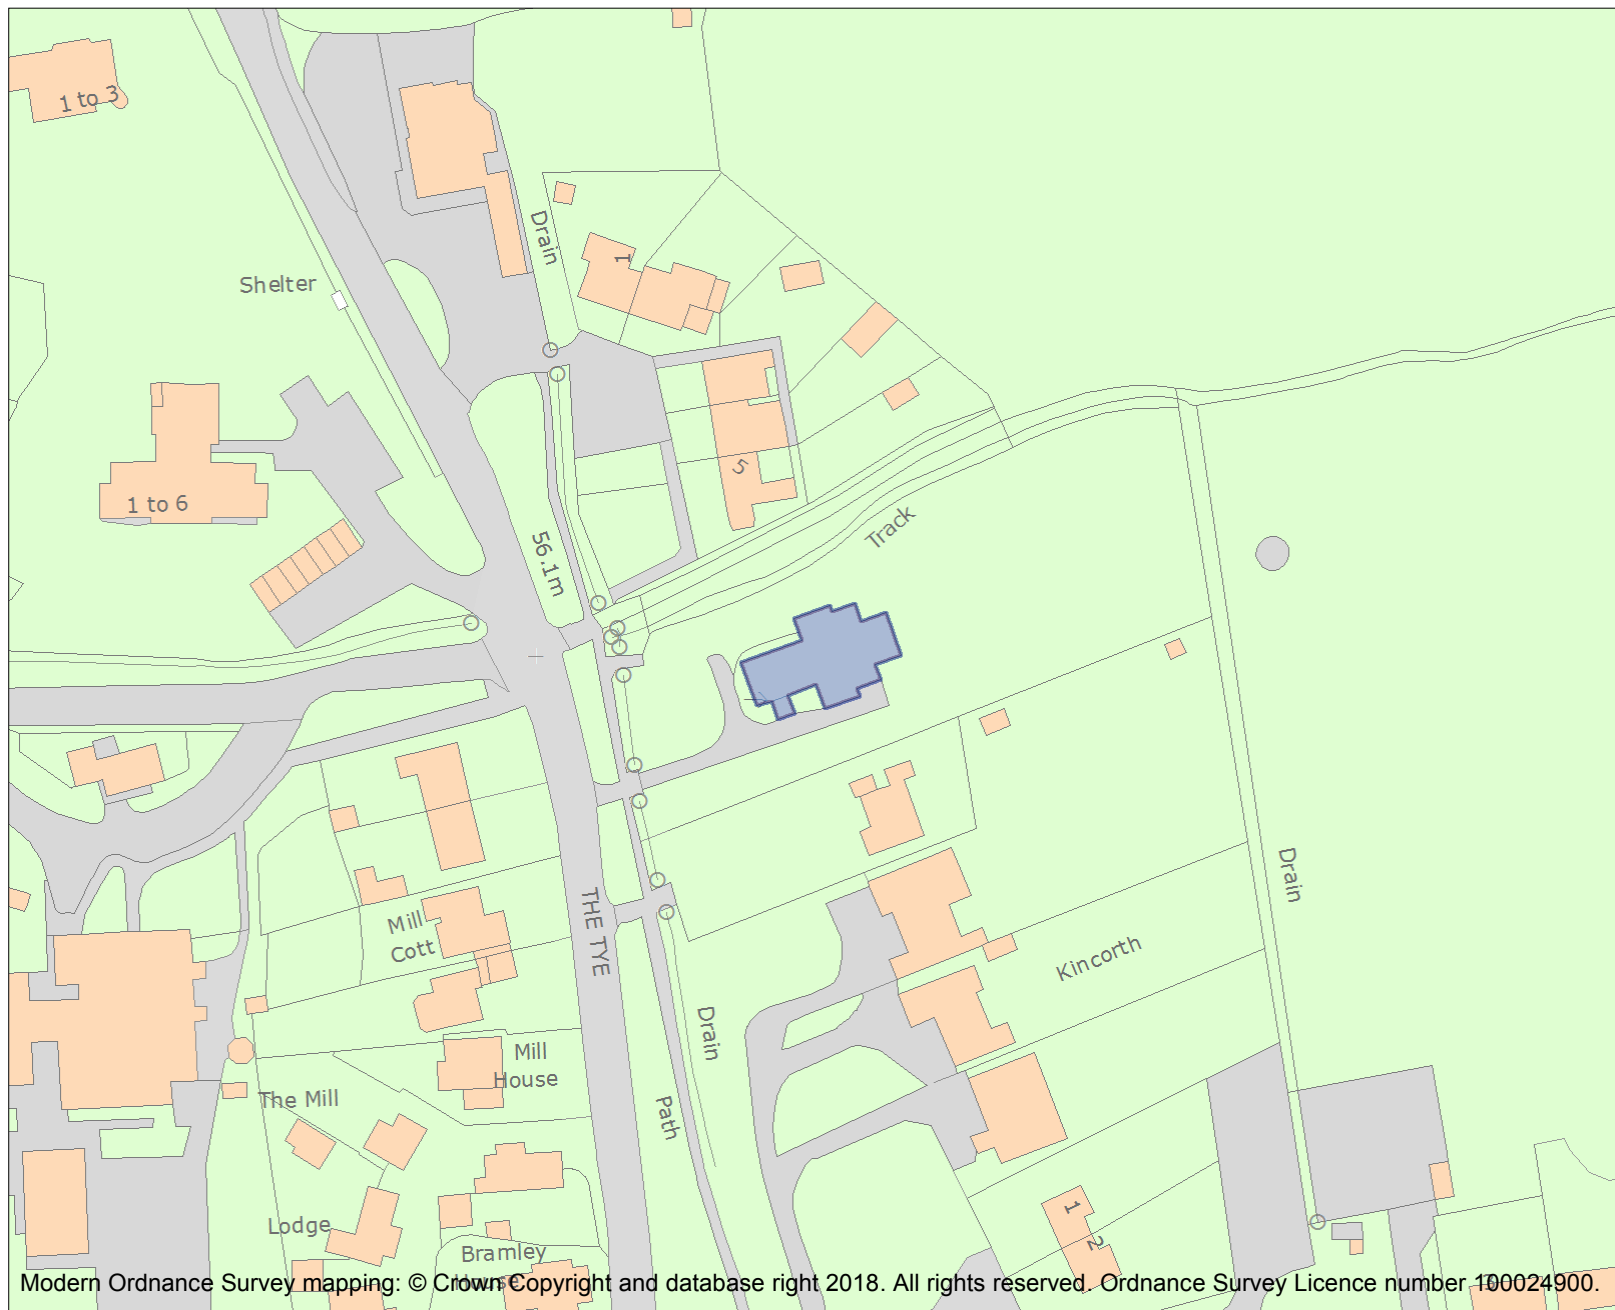 1 to 3
Drain
1
Shelter
5
1 to 6
Track
56.1m
Drain
THE TYE
Mill
Cott
Kincorth
Drain
Mill
House
The Mill
Path
1
Lodge
2
Bramley
House
Modern Ordnance Survey mapping: © Crown Copyright and database right 2018. All rights reserved. Ordnance Survey Licence number 100024900.